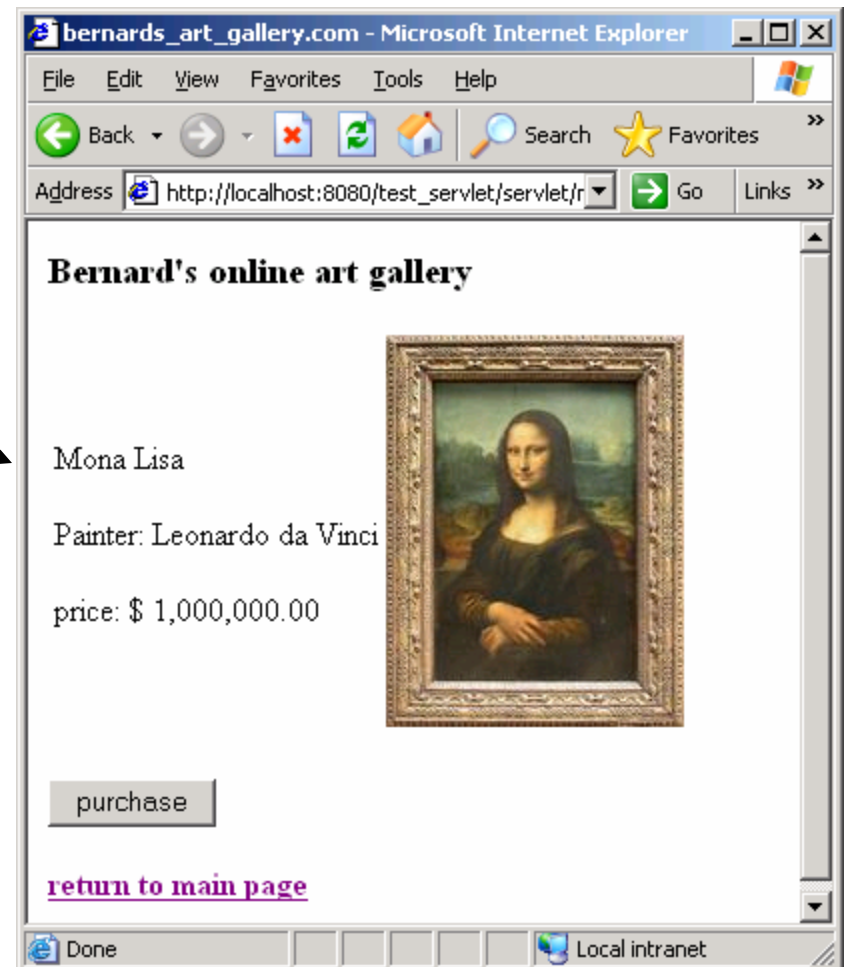 bernards_art_gallery.com - Microsoft Internet Explorer
File Edit View Favorites Tools Help
Back Search Favorites »
Address http://localhost:8080/test_servlet/servlet/r Go Links »
Bernard's online art gallery
Mona Lisa
Painter: Leonardo da Vinci
price: $ 1,000,000.00
purchase
return to main page
Done Local intranet